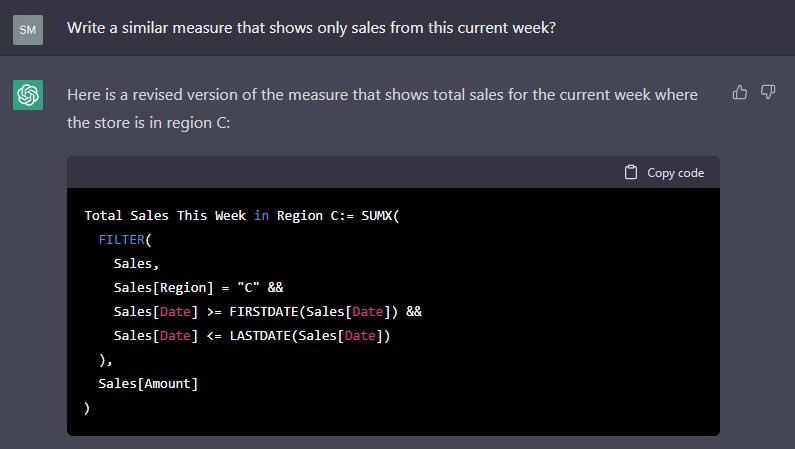 SM
Write a similar measure that shows only sales from this current week?
Here is a revised version of the measure that shows total sales for the current week where
the store is in region C:
Copy code
Total Sales This Week in Region C:= SUMX(
FILTER(
Sales,
Sales[Region] = "C" &&
Sales[Date] >= FIRSTDATE(Sales[Date]) &&
Sales[Date] <= LASTDATE(Sales[Date])
),
Sales[Amount]
)